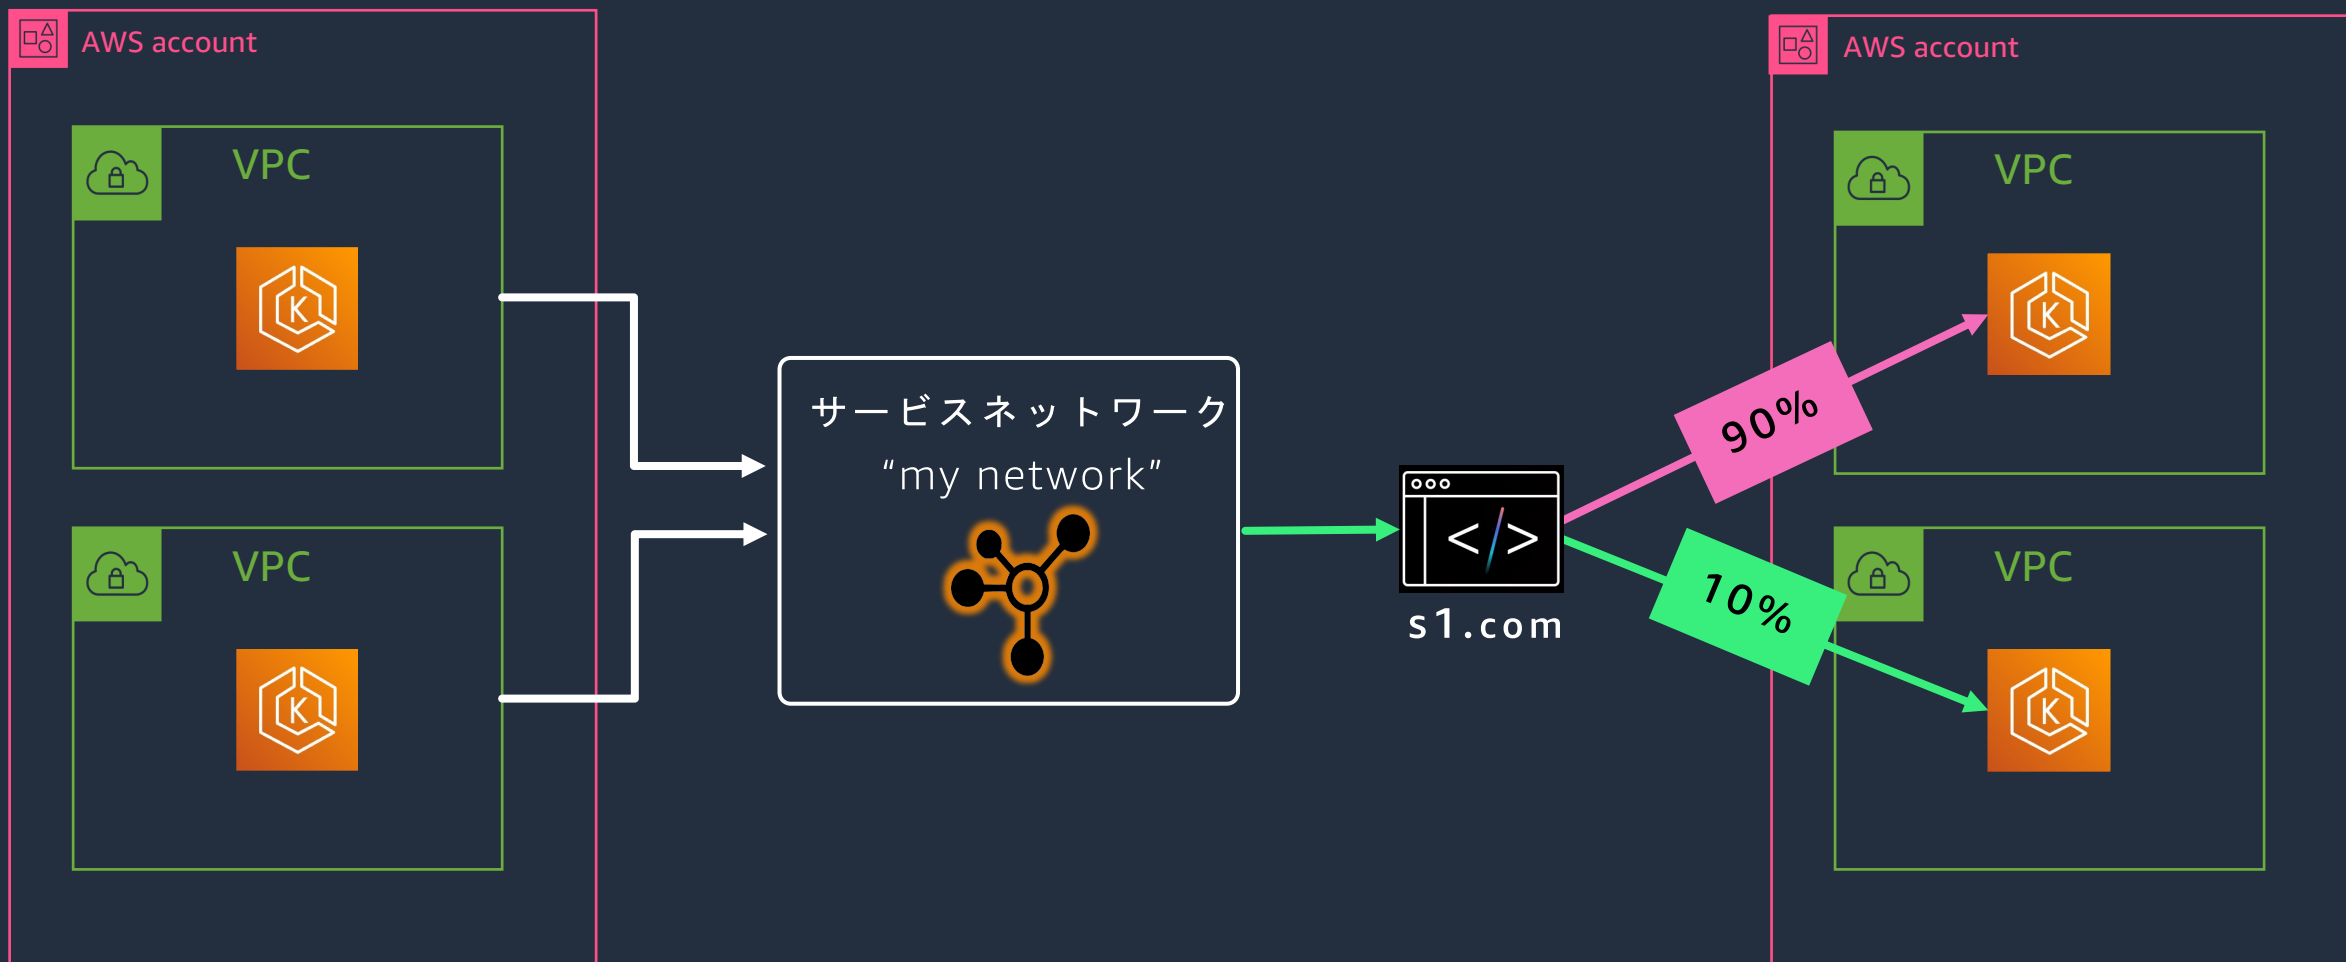 AWS account
VPC
K
VPC
K
サービスネットワーク
“my network”
</>
s1.com
90%
10%
AWS account
VPC
K
VPC
K